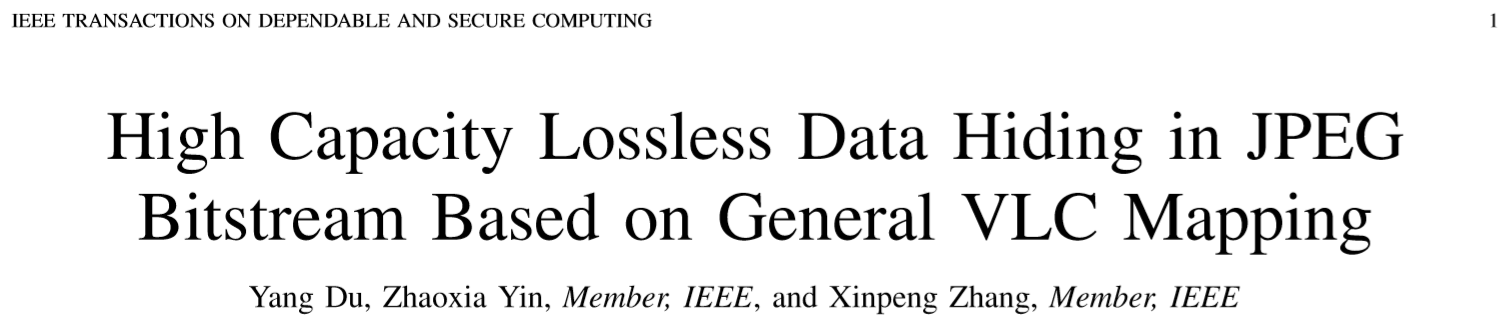 IEEE TRANSACTIONS ON DEPENDABLE AND SECURE COMPUTING 1
High Capacity Lossless Data Hiding in JPEG
Bitstream Based on General VLC Mapping
Yang Du, Zhaoxia Yin, Member, IEEE, and Xinpeng Zhang, Member, IEEE